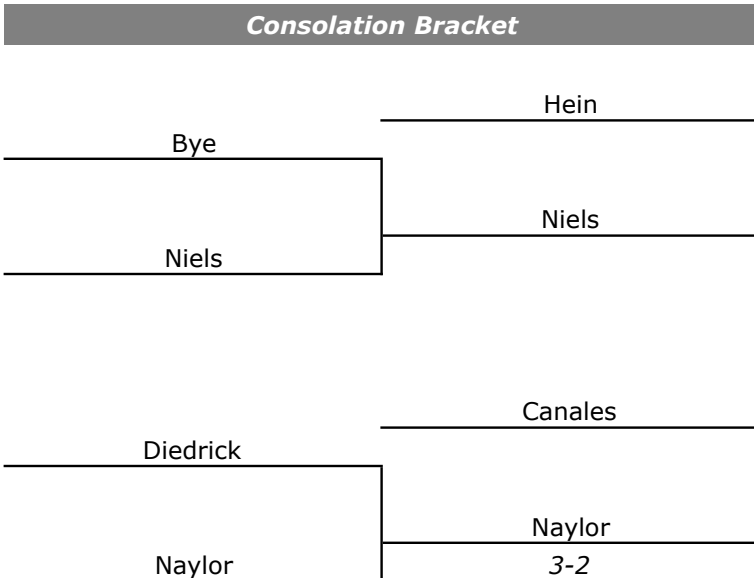 Consolation Bracket
Hein
Bye
Niels
Niels
Canales
Diedrick
Naylor
Naylor
3-2